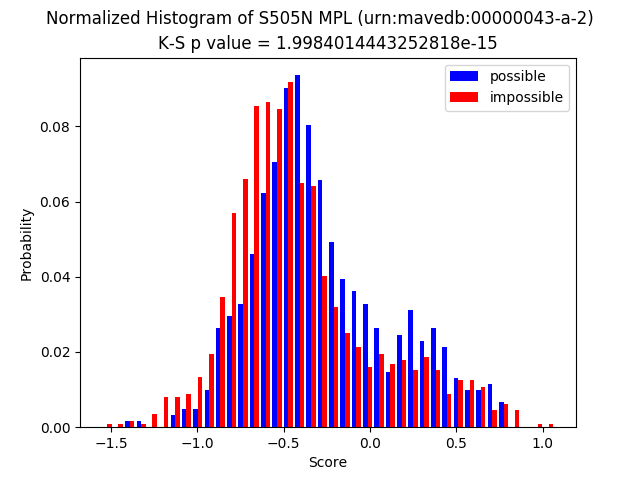 Normalized Histogram of S505N MPL (urn:mavedb:00000043-a-2)
K-S p value = 1.9984014443252818e-15
possible
impossible
Probability
0.08
0.06
0.04
0.02
0.00
−1.5 −1.0 −0.5 0.0 0.5 1.0
Score